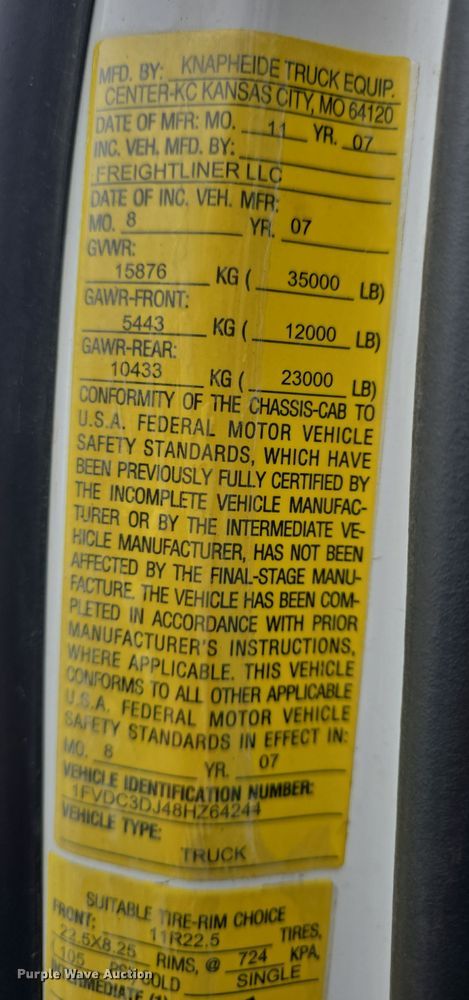 MFD. BY: KNAPHEIDE TRUCK EQUIP.
CENTER-KC KANSAS CITY, MO 64120
DATE OF MFR: MO. 11 YR. 07
INC. VEH. MFD. BY:
FREIGHTLINER LLC
DATE OF INC. VEH. MFR:
MO. 8 YR. 07
GVWR:
15876 KG ( 35000 LB)
GAWR-FRONT:
5443 KG ( 12000 LB)
GAWR-REAR:
10433 KG ( 23000 LB)
CONFORMITY OF THE CHASSIS-CAB TO
U.S.A. FEDERAL MOTOR VEHICLE
SAFETY STANDARDS, WHICH HAVE
BEEN PREVIOUSLY FULLY CERTIFIED BY
THE INCOMPLETE VEHICLE MANUFAC-
TURER OR BY THE INTERMEDIATE VE-
HICLE MANUFACTURER, HAS NOT BEEN
AFFECTED BY THE FINAL-STAGE MANU-
FACTURE. THE VEHICLE HAS BEEN COM-
PLETED IN ACCORDANCE WITH PRIOR
MANUFACTURER'S INSTRUCTIONS,
WHERE APPLICABLE. THIS VEHICLE
CONFORMS TO ALL OTHER APPLICABLE
U.S.A. FEDERAL MOTOR VEHICLE
SAFETY STANDARDS IN EFFECT IN:
MO. 8 YR. 07
VEHICLE IDENTIFICATION NUMBER:
1FVDC3DJ48HZ64244
VEHICLE TYPE:
TRUCK
SUITABLE TIRE-RIM CHOICE
FRONT: 11R22.5 TIRES,
22.5X8.25 RIMS, @ 724 KPA,
105 COLD SINGLE
Purple Wave Auction